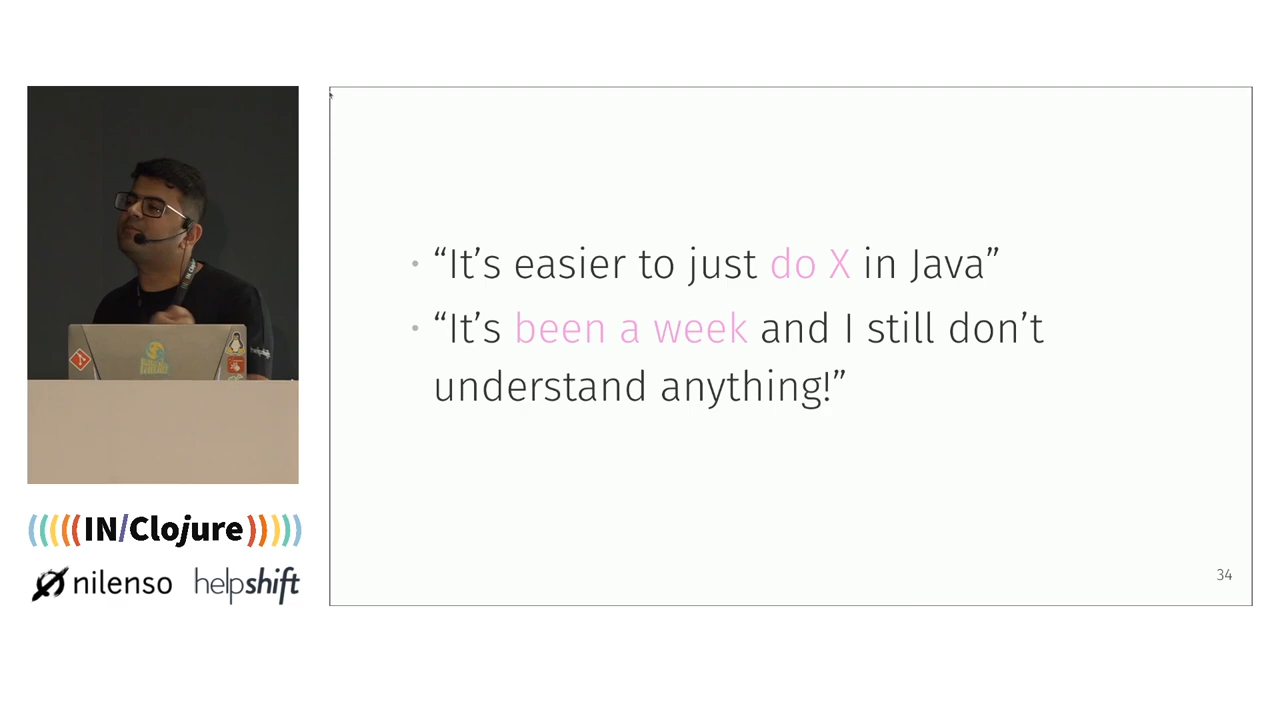 • “It’s easier to just do X in Java”
• “It’s been a week and I still don’t
understand anything!”
34
(((((IN/Clojure)))))
nilenso helpshift
helpshift